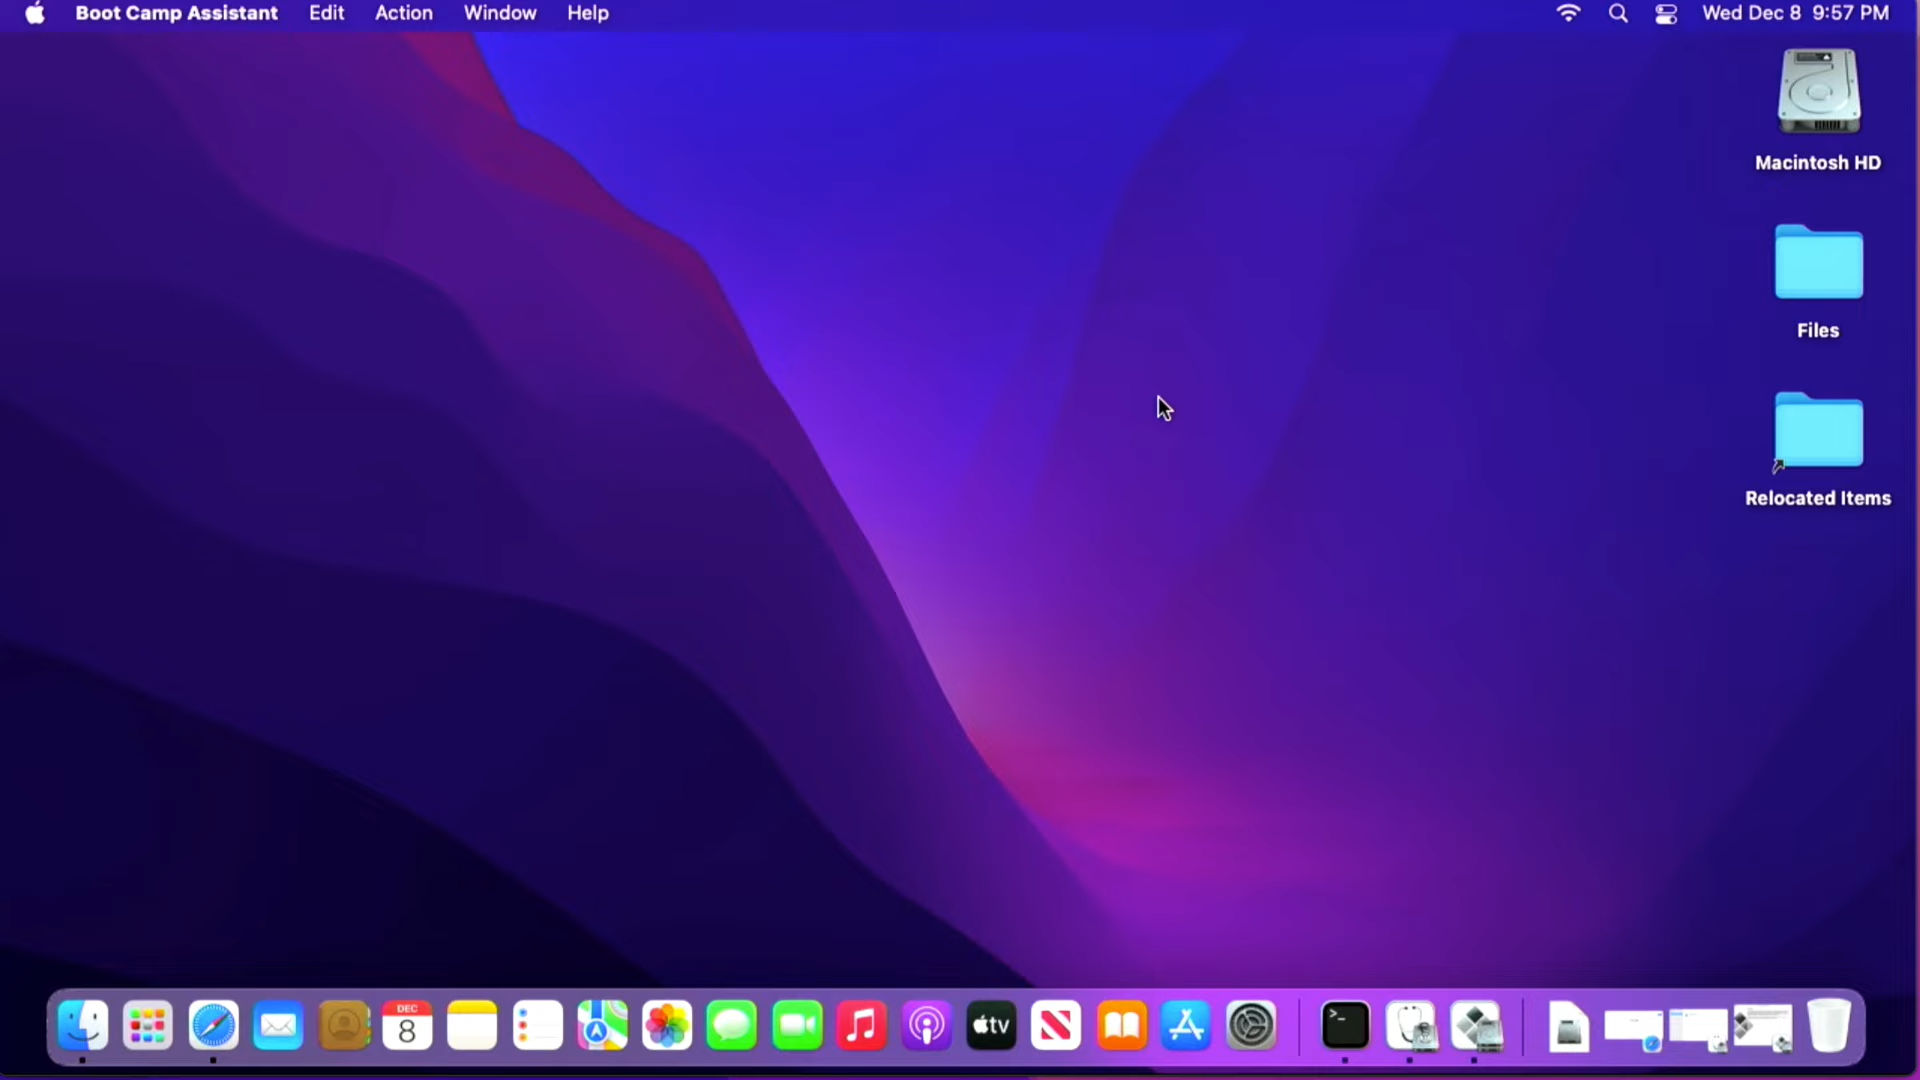 Boot Camp Assistant Edit Action Window Help Wed Dec 8 9:57 PM
Macintosh HD
Files
Relocated Items
DEC
8
tv
>_